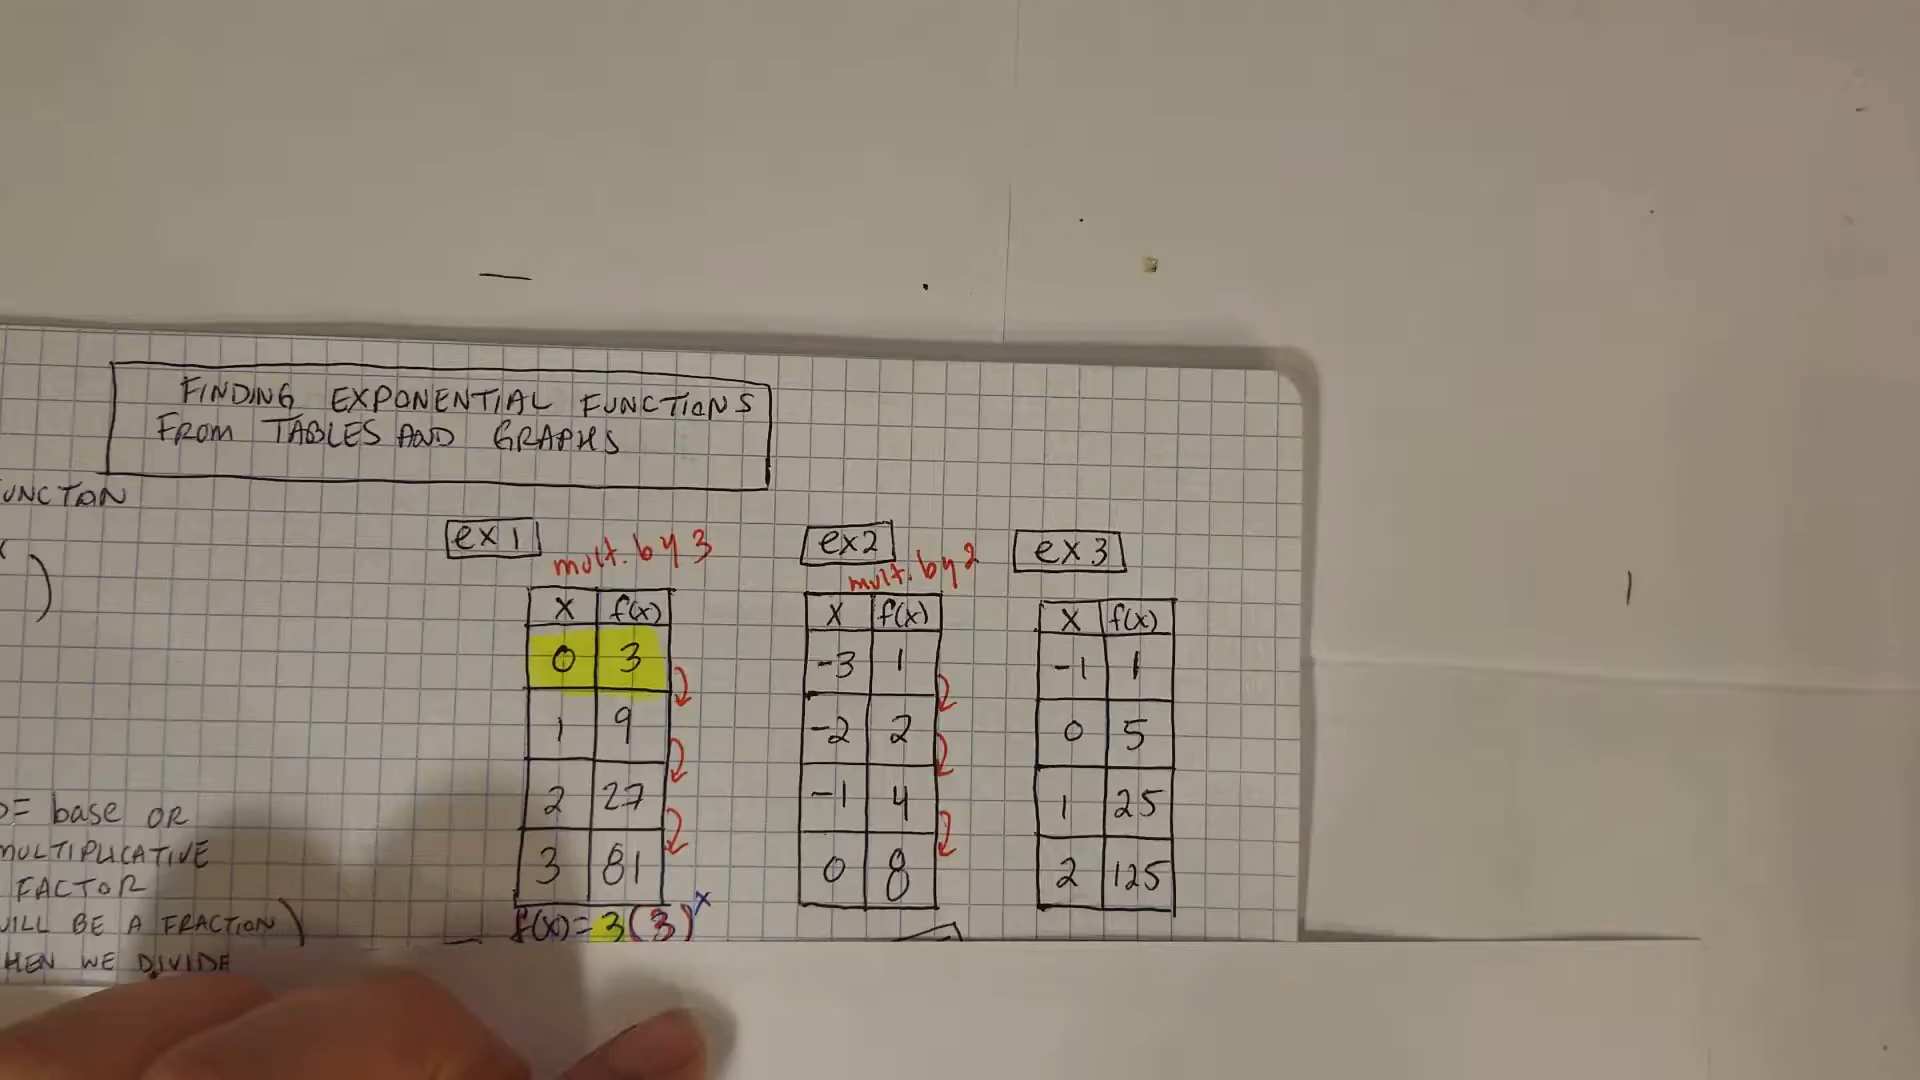 FINDING EXPONENTIAL FUNCTIONS
FROM TABLES AND GRAPHS
UNCTION
x
)
= base OR
MULTIPLICATIVE
FACTOR
WILL BE A FRACTION)
HEN WE DIVIDE
ex 1
mult. by 3
x f(x)
0 3
1 9
2 27
3 81
f(x)= 3(3)^x
ex2
mult. by 2
x f(x)
-3 1
-2 2
-1 4
0 8
ex 3
x f(x)
-1 1
0 5
1 25
2 125